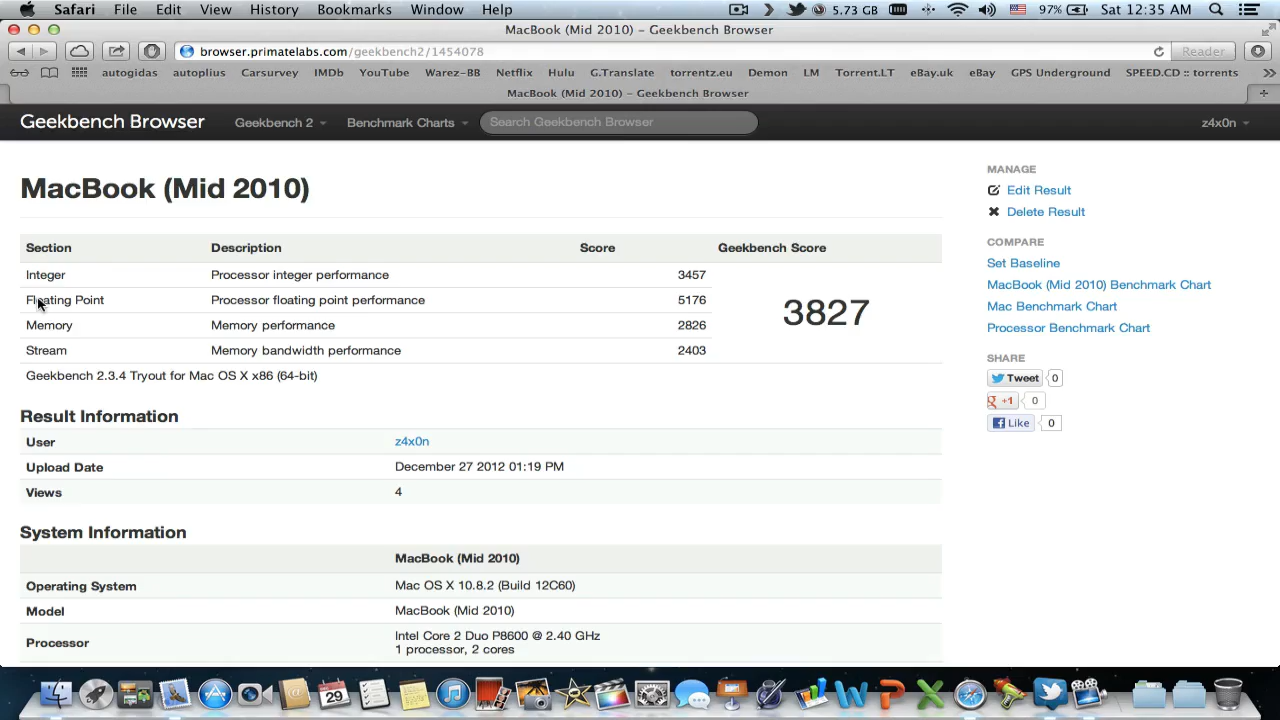 Safari File Edit View History Bookmarks Window Help 5.73 GB 97% Sat 12:35 AM
MacBook (Mid 2010) – Geekbench Browser
browser.primatelabs.com/geekbench2/1454078 Reader
autogidas autoplius Carsurvey IMDb YouTube Warez-BB Netflix Hulu G.Translate torrentz.eu Demon LM Torrent.LT eBay.uk eBay GPS Underground SPEED.CD :: torrents
MacBook (Mid 2010) – Geekbench Browser
Geekbench Browser Geekbench 2 Benchmark Charts Search Geekbench Browser z4x0n
MacBook (Mid 2010)
Section Description Score Geekbench Score
Integer Processor integer performance 3457
Floating Point Processor floating point performance 5176
3827
Memory Memory performance 2826
Stream Memory bandwidth performance 2403
Geekbench 2.3.4 Tryout for Mac OS X x86 (64-bit)
Result Information
User z4x0n
Upload Date December 27 2012 01:19 PM
Views 4
System Information
MacBook (Mid 2010)
Operating System Mac OS X 10.8.2 (Build 12C60)
Model MacBook (Mid 2010)
Processor Intel Core 2 Duo P8600 @ 2.40 GHz
1 processor, 2 cores
MANAGE
Edit Result
Delete Result
COMPARE
Set Baseline
MacBook (Mid 2010) Benchmark Chart
Mac Benchmark Chart
Processor Benchmark Chart
SHARE
Tweet 0
+1 0
Like 0
29